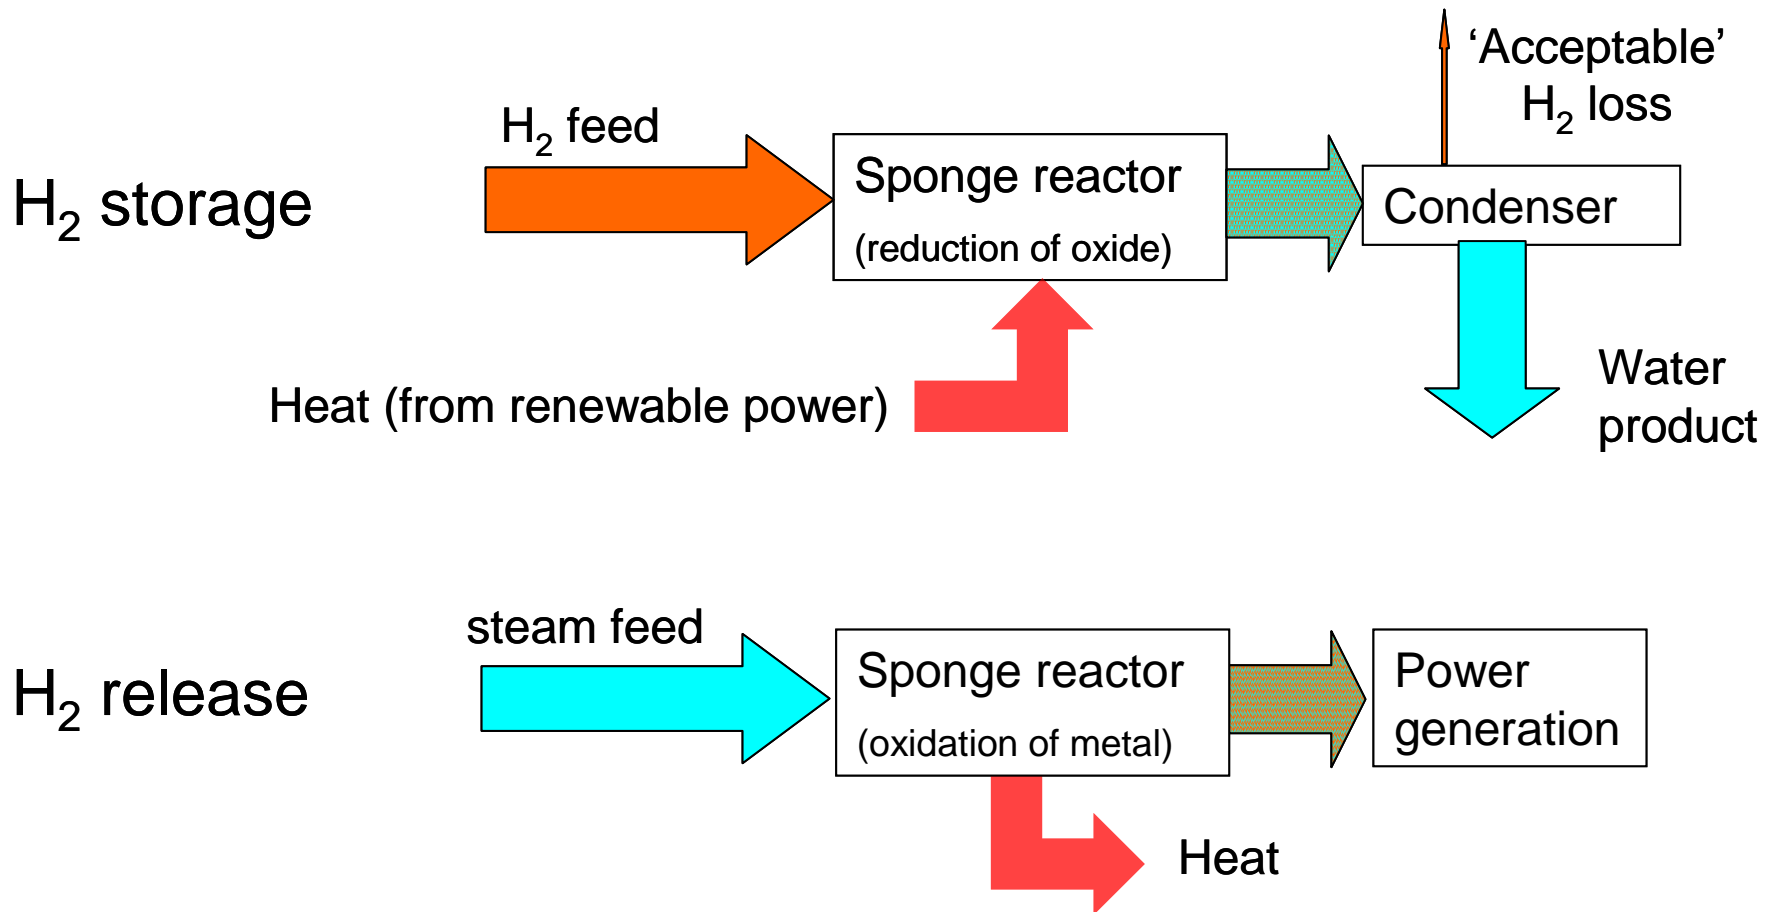 ‘Acceptable’
H₂ loss
H₂ feed
H₂ storage
Sponge reactor
(reduction of oxide)
Condenser
Heat (from renewable power)
Water
product
steam feed
H₂ release
Sponge reactor
(oxidation of metal)
Power
generation
Heat